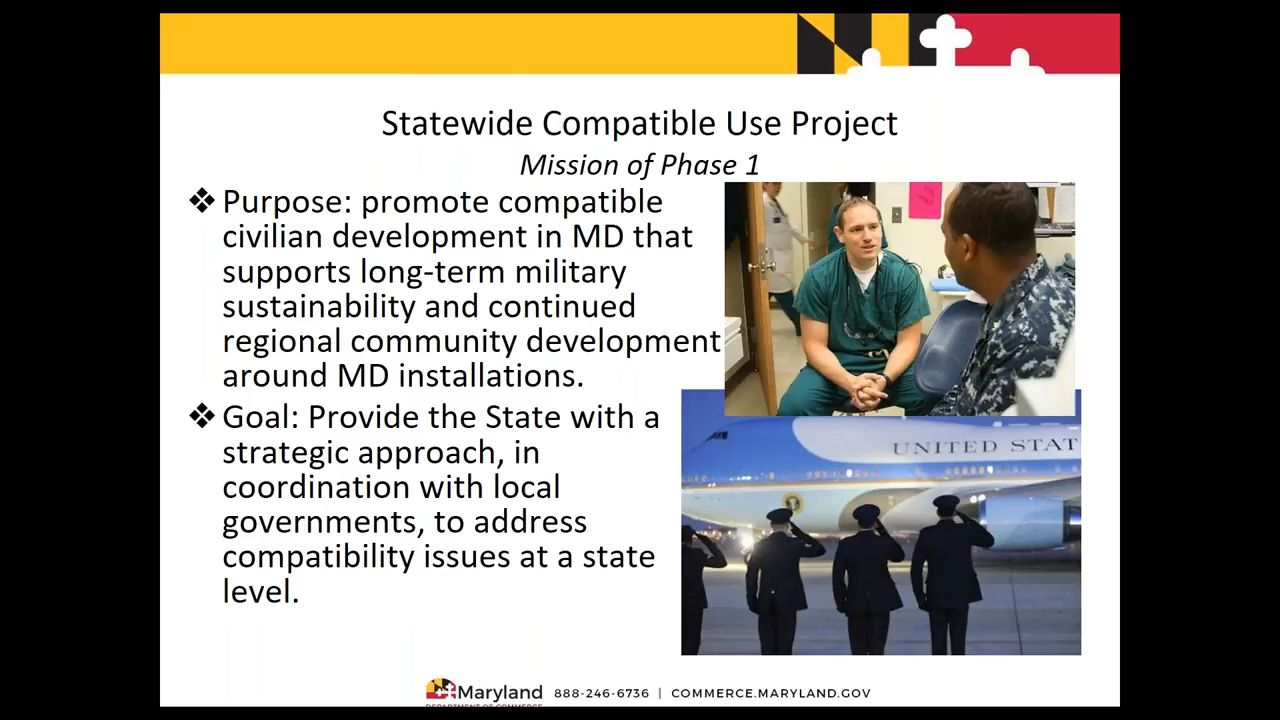 Statewide Compatible Use Project
Mission of Phase 1
❖ Purpose: promote compatible
civilian development in MD that
supports long-term military
sustainability and continued
regional community development
around MD installations.
❖ Goal: Provide the State with a
strategic approach, in
coordination with local
governments, to address
compatibility issues at a state
level.
UNITED STAT
Maryland 888-246-6736 | COMMERCE.MARYLAND.GOV
DEPARTMENT OF COMMERCE